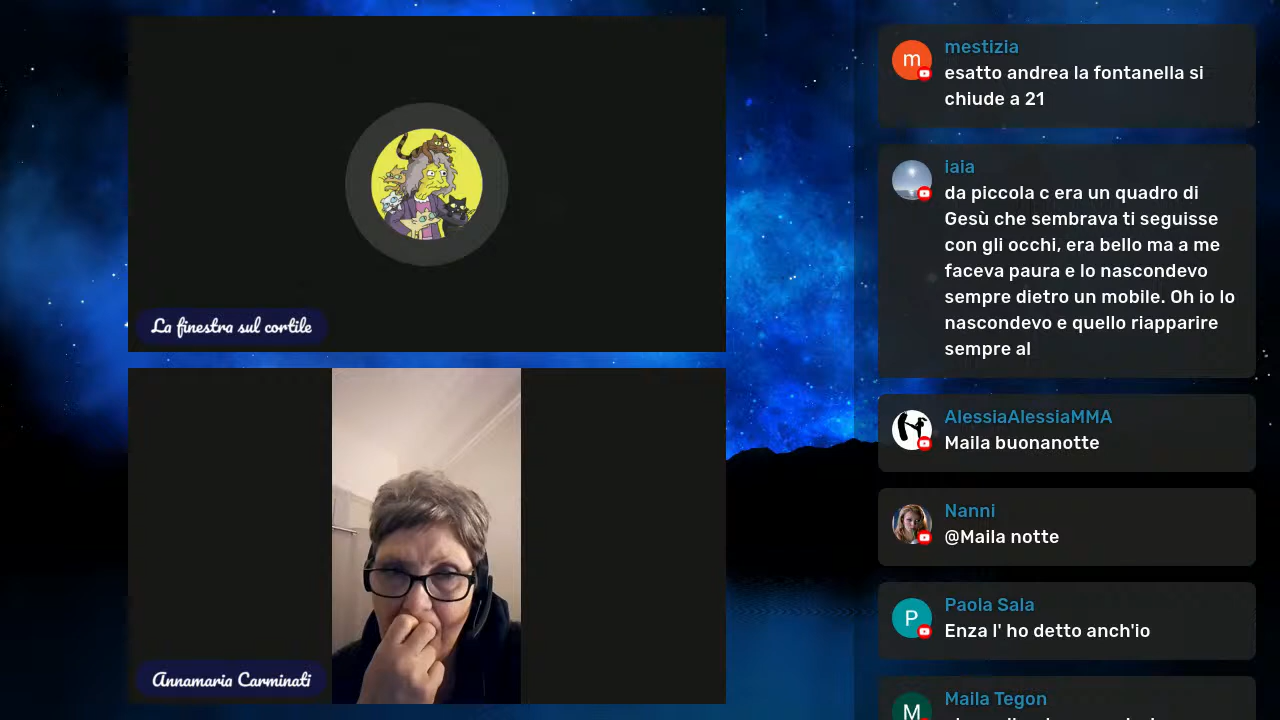 La finestra sul cortile
Annamaria Carminati
m
mestizia
esatto andrea la fontanella si
chiude a 21
iaia
da piccola c era un quadro di
Gesù che sembrava ti seguisse
con gli occhi, era bello ma a me
faceva paura e lo nascondevo
sempre dietro un mobile. Oh io lo
nascondevo e quello riapparire
sempre al
AlessiaAlessiaMMA
Maila buonanotte
Nanni
@Maila notte
P
Paola Sala
Enza l' ho detto anch'io
M
Maila Tegon